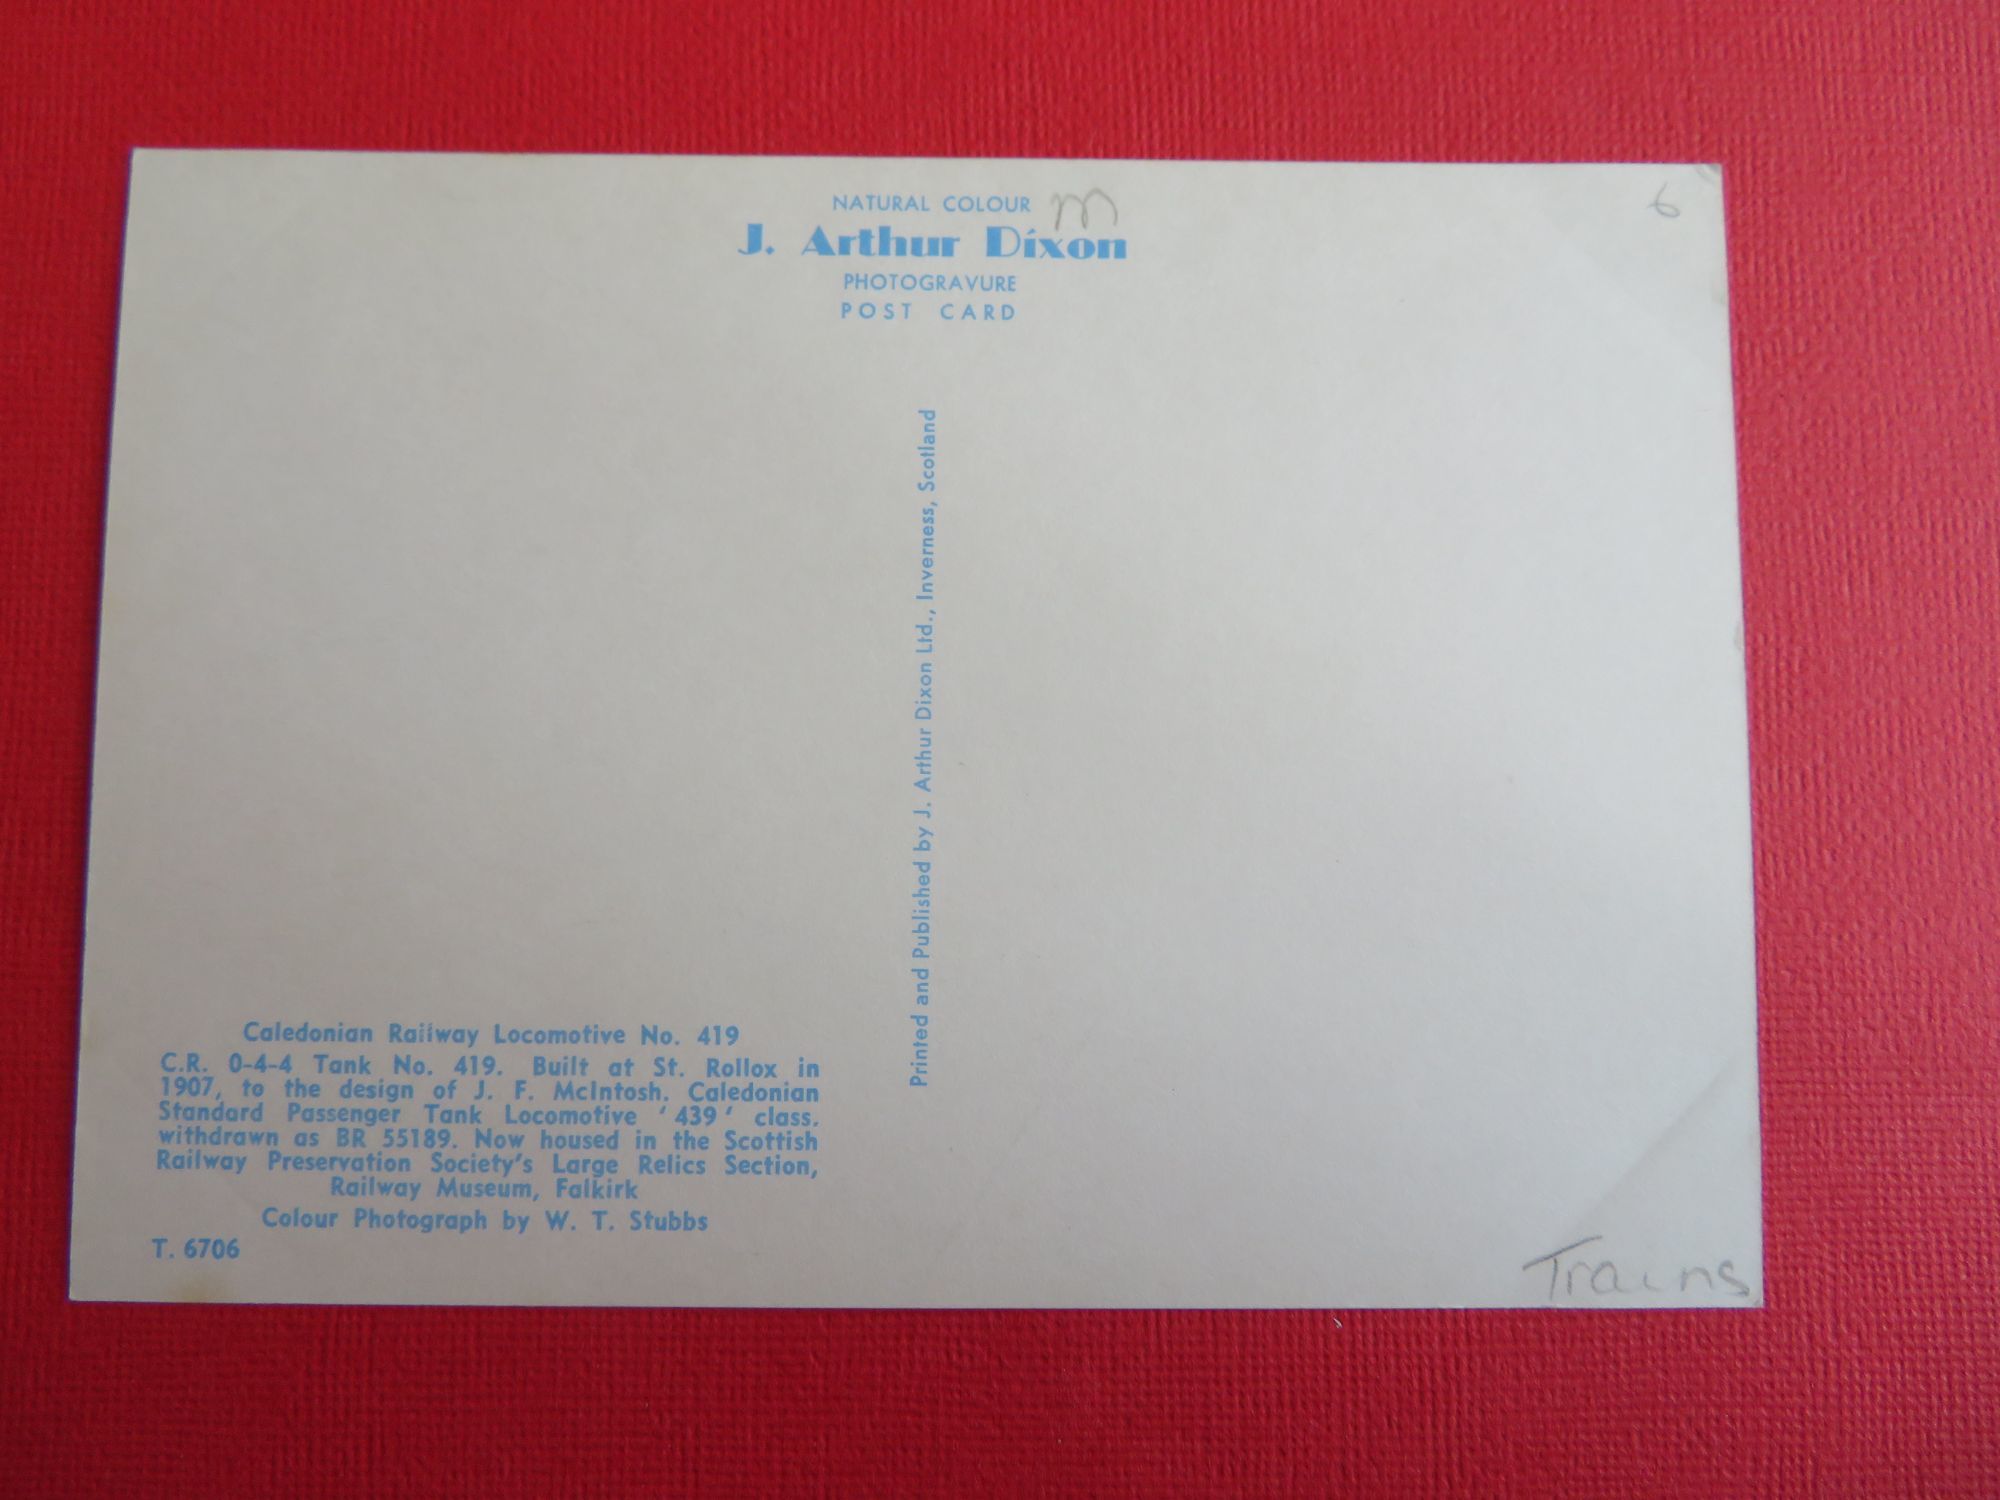 NATURAL COLOUR m
6
J. Arthur Dixon
PHOTOGRAVURE
POST CARD
Printed and Published by J. Arthur Dixon Ltd., Inverness, Scotland
Caledonian Railway Locomotive No. 419
C.R. 0-4-4 Tank No. 419. Built at St. Rollox in
1907, to the design of J. F. McIntosh. Caledonian
Standard Passenger Tank Locomotive ‘439’ class.
withdrawn as BR 55189. Now housed in the Scottish
Railway Preservation Society's Large Relics Section,
Railway Museum, Falkirk
Colour Photograph by W. T. Stubbs
T. 6706
Trains